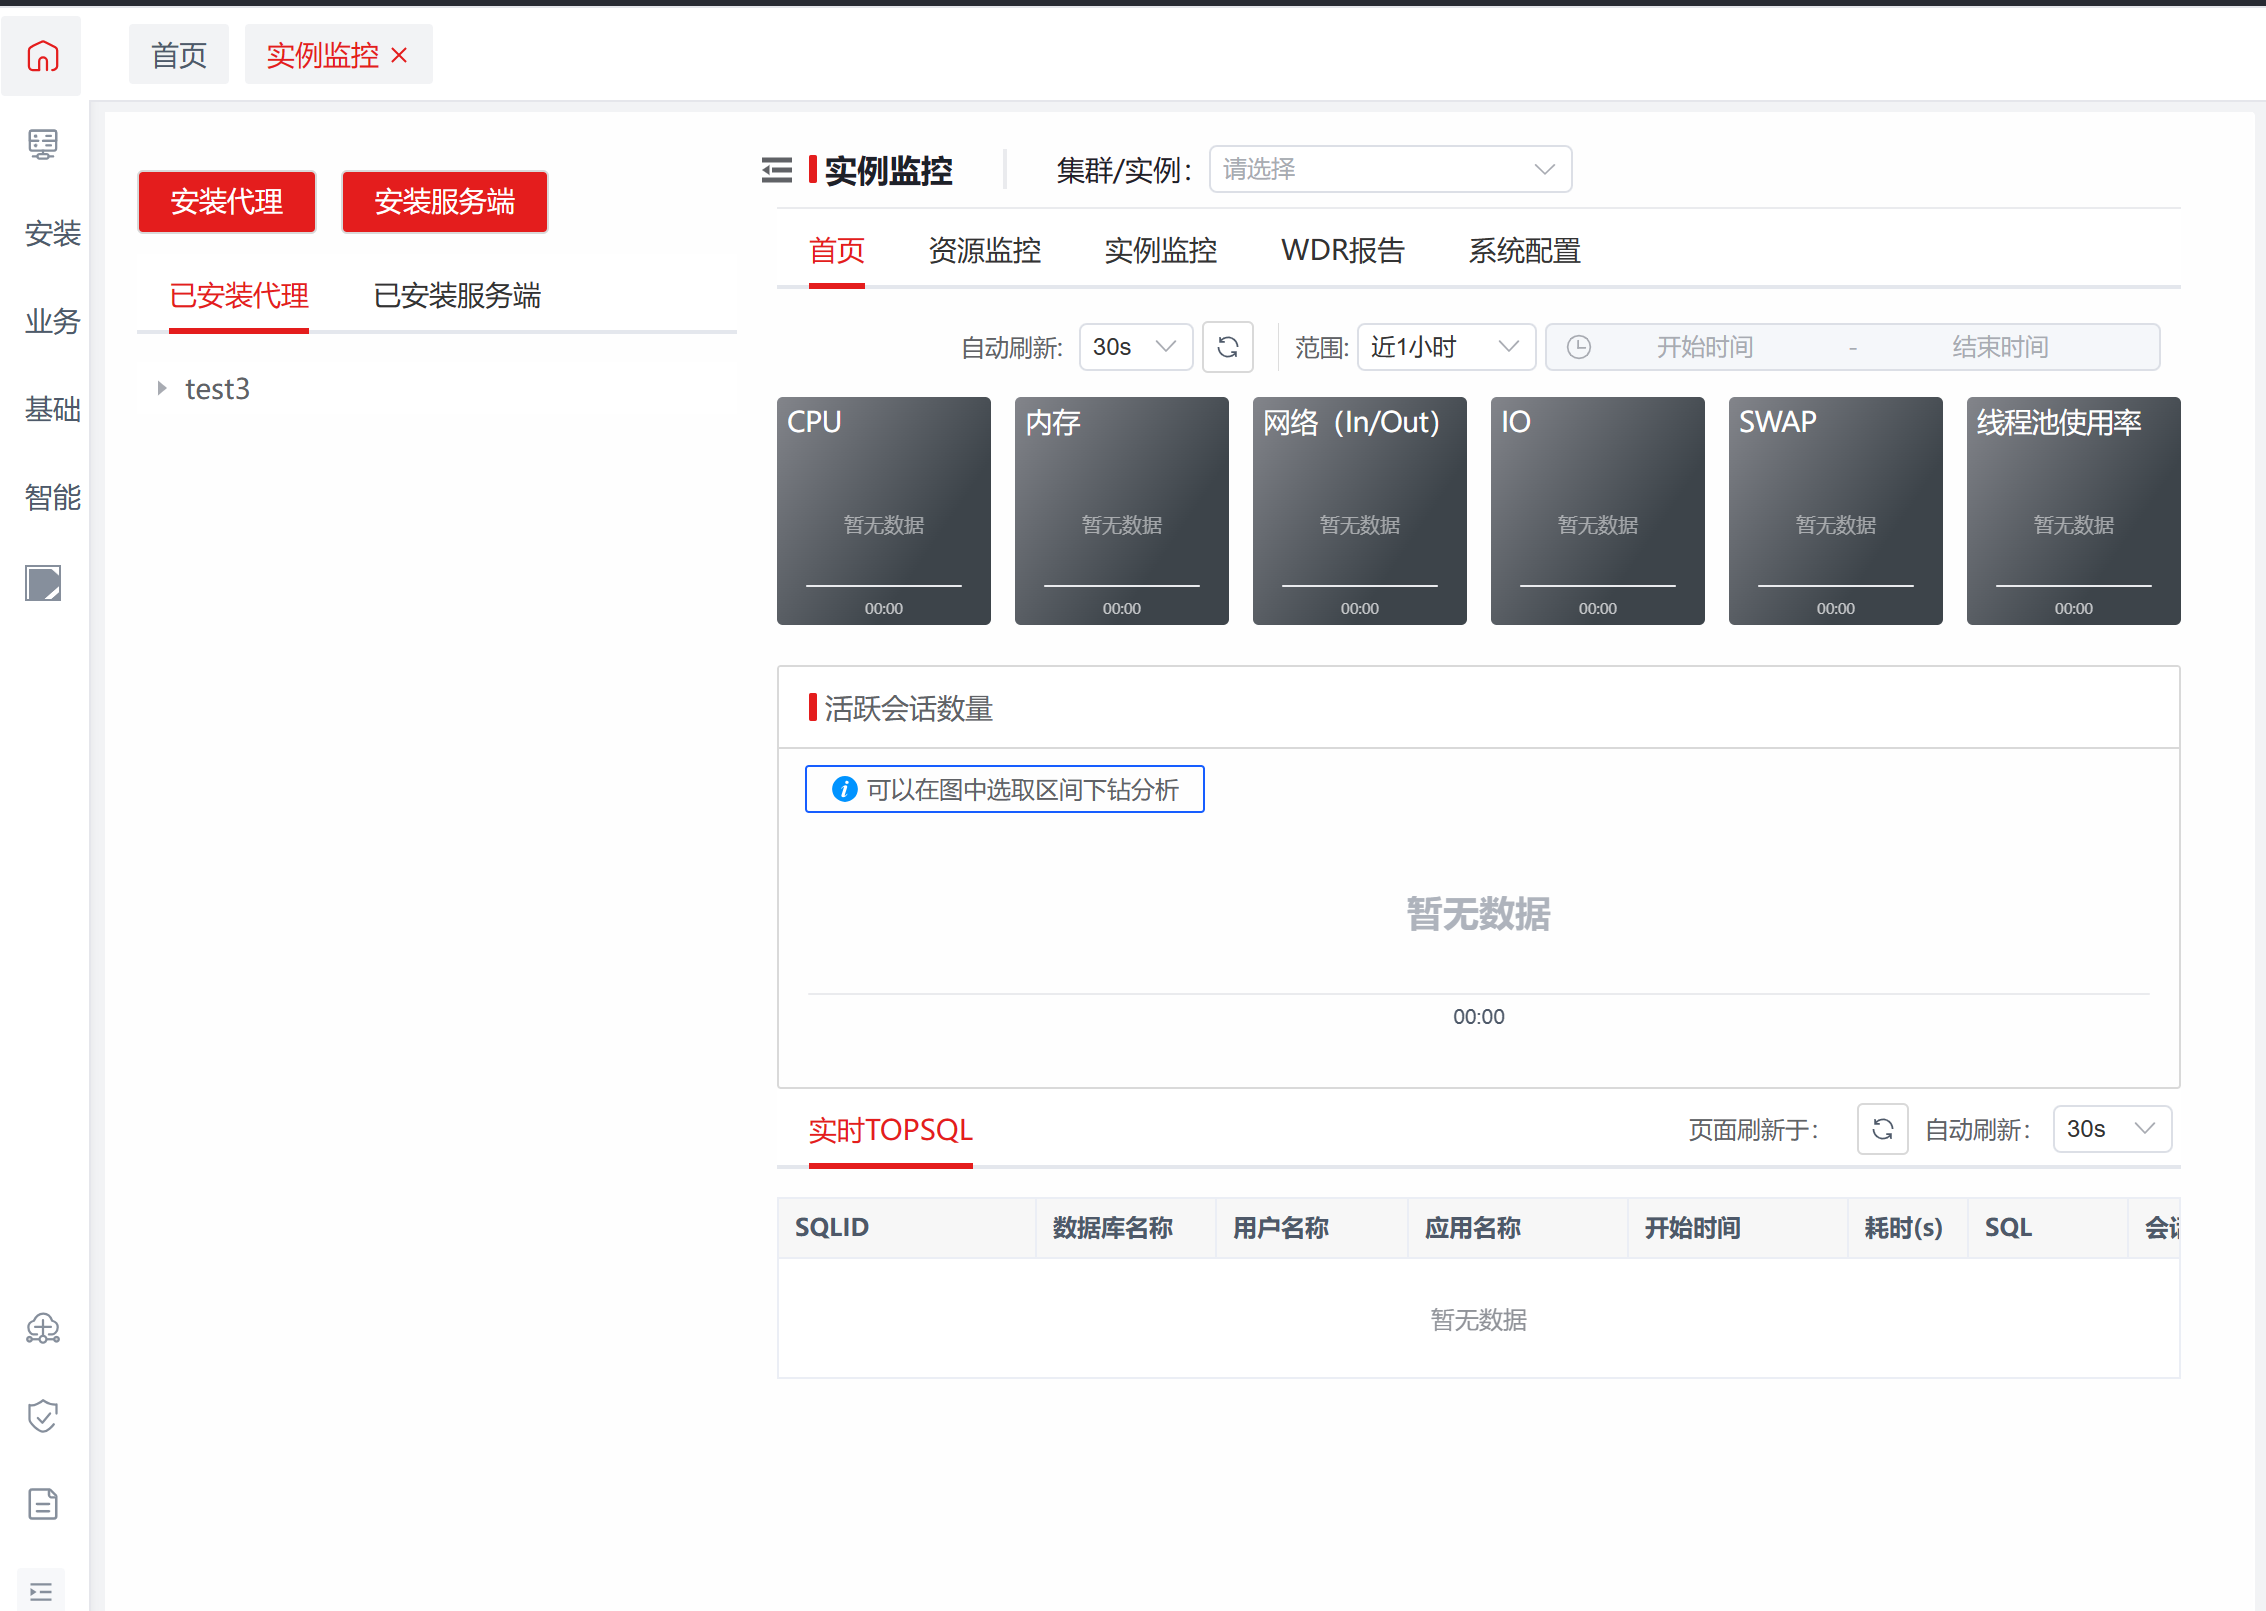 首页 实例监控
安装
业务
基础
智能
安装代理 安装服务端
已安装代理 已安装服务端
test3
实例监控 集群/实例： 请选择
首页 资源监控 实例监控 WDR报告 系统配置
自动刷新: 30s 范围: 近1小时 开始时间 - 结束时间
CPU 内存 网络（In/Out） IO SWAP 线程池使用率
暂无数据 暂无数据 暂无数据 暂无数据 暂无数据 暂无数据
00:00 00:00 00:00 00:00 00:00 00:00
活跃会话数量
可以在图中选取区间下钻分析
暂无数据
00:00
实时TOPSQL 页面刷新于： 自动刷新： 30s
SQLID 数据库名称 用户名称 应用名称 开始时间 耗时(s) SQL 会
暂无数据